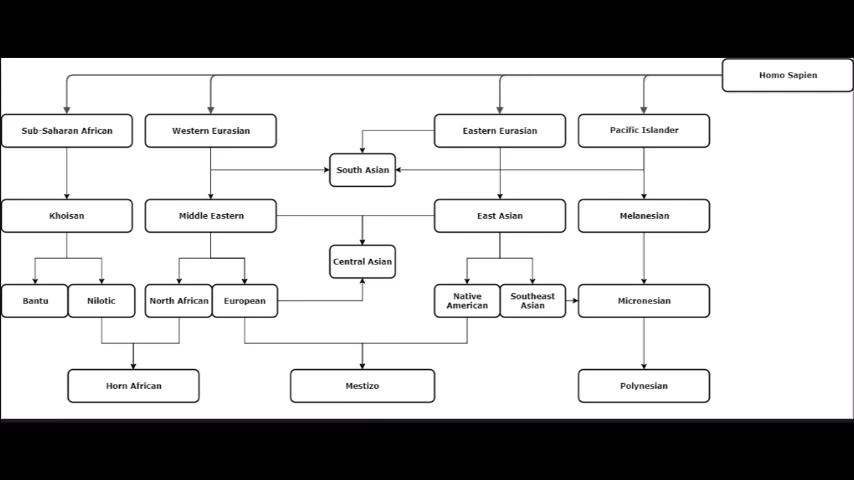 Homo Sapien
Sub-Saharan African
Western Eurasian
Eastern Eurasian
Pacific Islander
South Asian
Khoisan
Middle Eastern
East Asian
Melanesian
Central Asian
Bantu
Nilotic
North African
European
Native
American
Southeast
Asian
Micronesian
Horn African
Mestizo
Polynesian